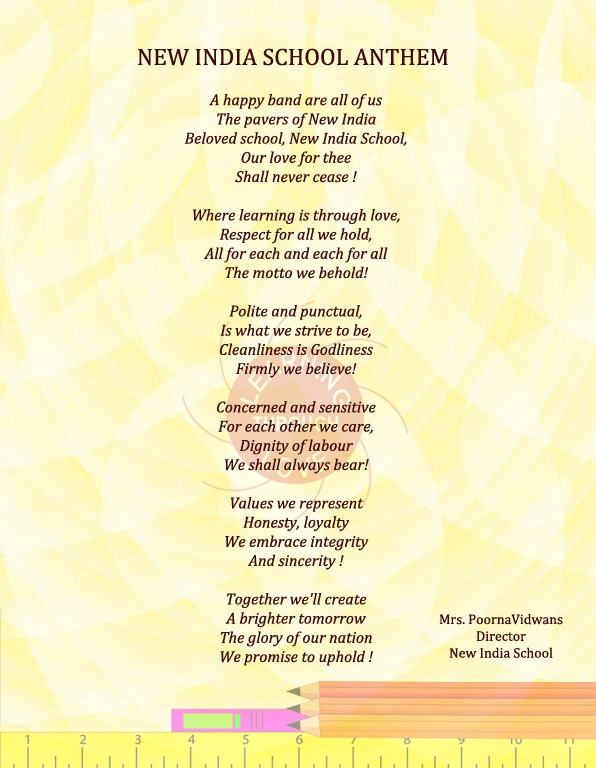 NEW INDIA SCHOOL ANTHEM
A happy band are all of us
The pavers of New India
Beloved school, New India School,
Our love for thee
Shall never cease !
Where learning is through love,
Respect for all we hold,
All for each and each for all
The motto we behold!
Polite and punctual,
Is what we strive to be,
Cleanliness is Godliness
Firmly we believe!
Concerned and sensitive
For each other we care,
Dignity of labour
We shall always bear!
Values we represent
Honesty, loyalty
We embrace integrity
And sincerity !
Together we'll create
A brighter tomorrow
The glory of our nation
We promise to uphold !
Mrs. PoornaVidwans
Director
New India School
LEARNING
THROUGH
LOVE
1 2 3 4 5 6 7 8 9 10 11